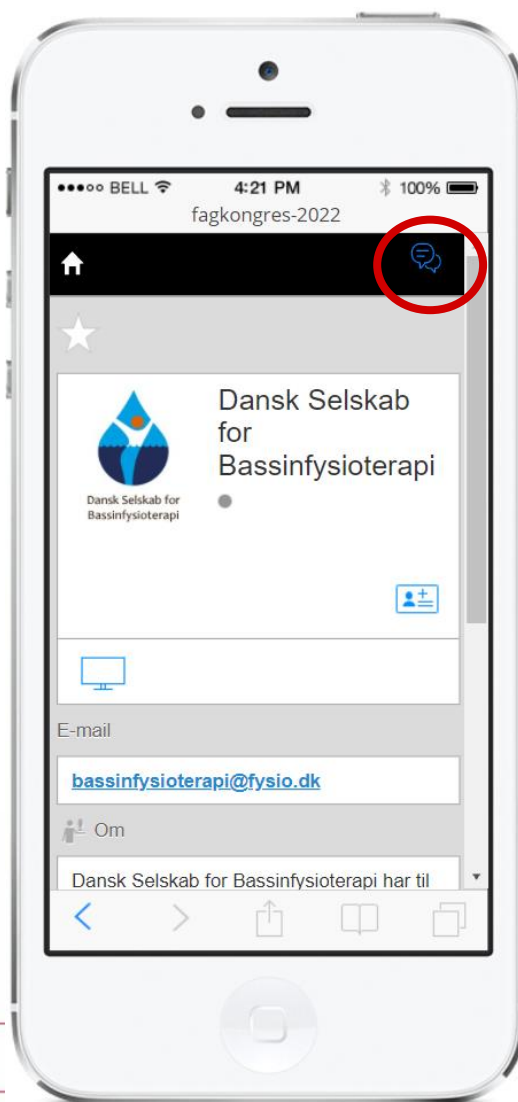 BELL 4:21 PM 100%
fagkongres-2022
Dansk Selskab
for
Bassinfysioterapi
Dansk Selskab for
Bassinfysioterapi
E-mail
bassinfysioterapi@fysio.dk
Om
Dansk Selskab for Bassinfysioterapi har til